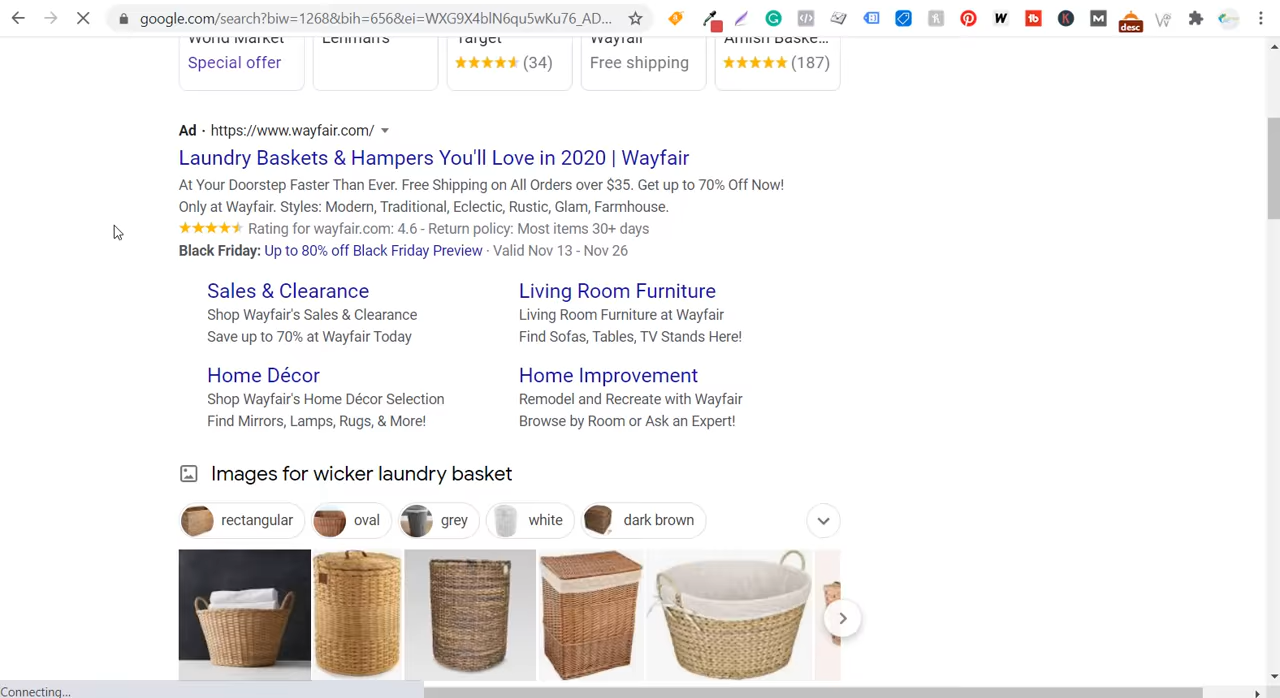 google.com/search?biw=1268&bih=656&ei=WXG9X4blN6qu5wKu76_AD...
desc
World Market
Lehman's
Target
Wayfair
Amish Baske...
Special offer
(34)
Free shipping
(187)
Ad · https://www.wayfair.com/
Laundry Baskets & Hampers You'll Love in 2020 | Wayfair
At Your Doorstep Faster Than Ever. Free Shipping on All Orders over $35. Get up to 70% Off Now!
Only at Wayfair. Styles: Modern, Traditional, Eclectic, Rustic, Glam, Farmhouse.
Rating for wayfair.com: 4.6 - Return policy: Most items 30+ days
Black Friday: Up to 80% off Black Friday Preview · Valid Nov 13 - Nov 26
Sales & Clearance
Shop Wayfair's Sales & Clearance
Save up to 70% at Wayfair Today
Living Room Furniture
Living Room Furniture at Wayfair
Find Sofas, Tables, TV Stands Here!
Home Décor
Shop Wayfair's Home Décor Selection
Find Mirrors, Lamps, Rugs, & More!
Home Improvement
Remodel and Recreate with Wayfair
Browse by Room or Ask an Expert!
Images for wicker laundry basket
rectangular
oval
grey
white
dark brown
Connecting...